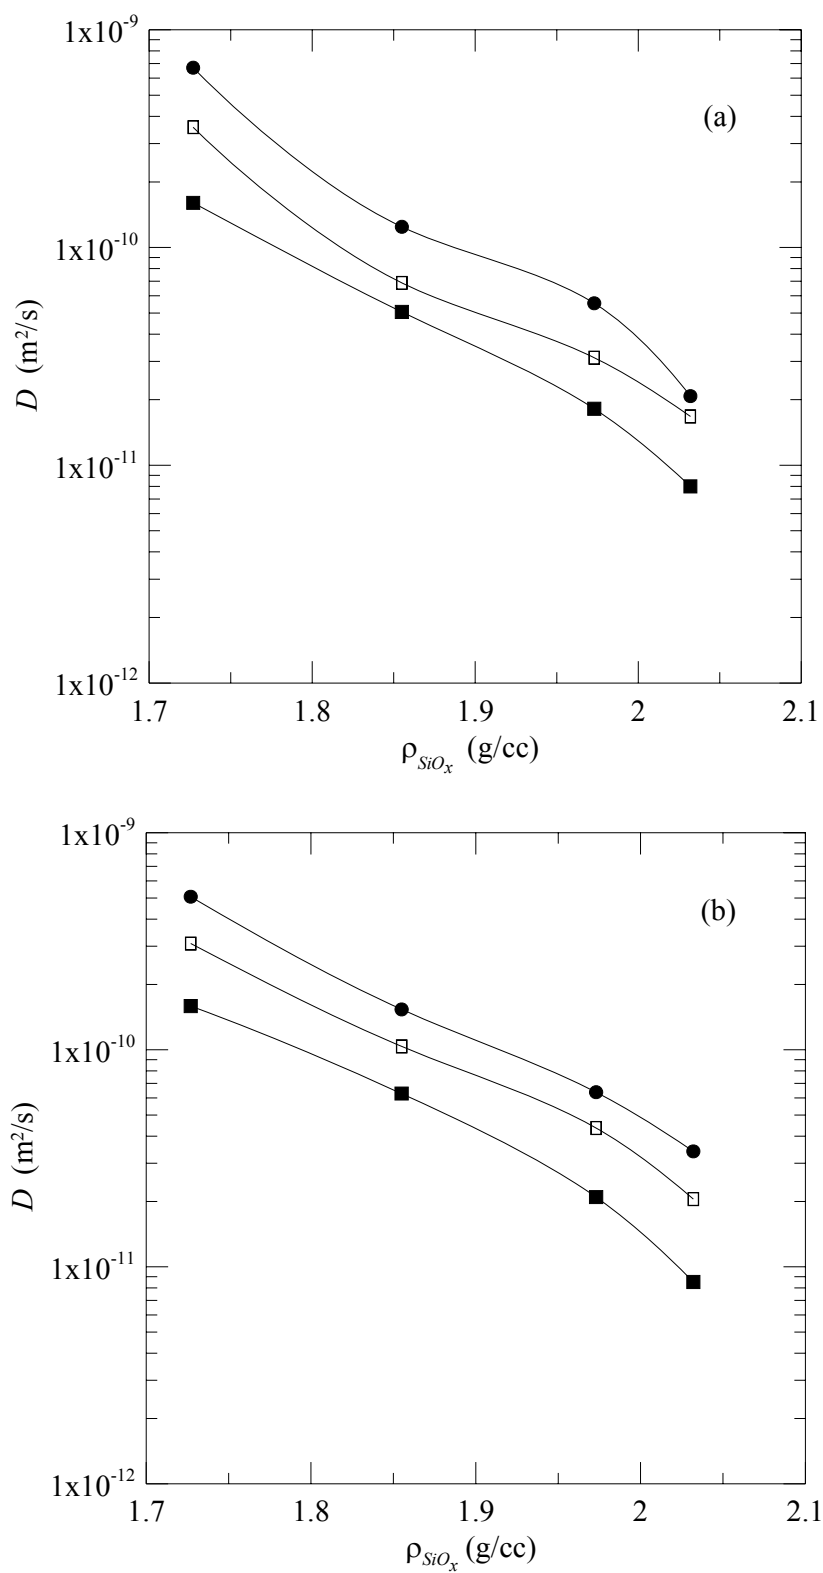 1x10⁻⁹
(a)
1x10⁻¹⁰
D (m²/s)
1x10⁻¹¹
1x10⁻¹²
1.7 1.8 1.9 2 2.1
ρSiOₓ (g/cc)
1x10⁻⁹
(b)
1x10⁻¹⁰
D (m²/s)
1x10⁻¹¹
1x10⁻¹²
1.7 1.8 1.9 2 2.1
ρSiOₓ (g/cc)